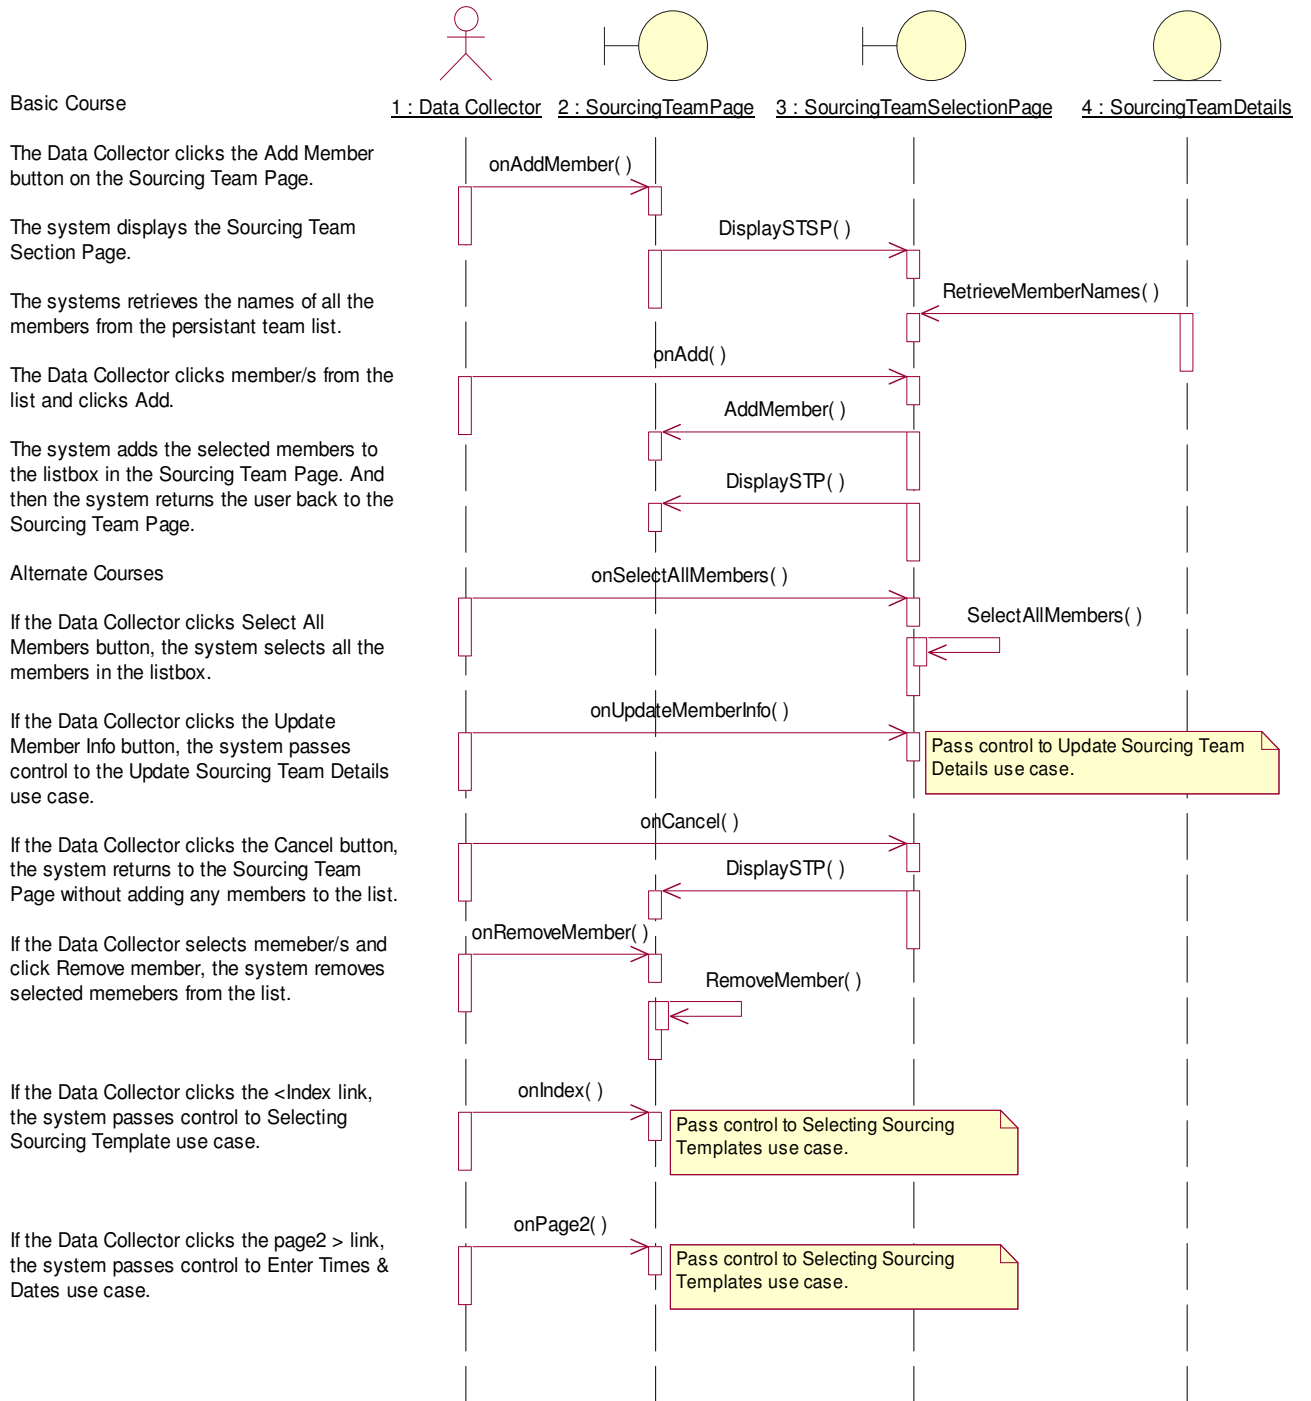 Basic Course
1 : Data Collector
2 : SourcingTeamPage
3 : SourcingTeamSelectionPage
4 : SourcingTeamDetails
The Data Collector clicks the Add Member
button on the Sourcing Team Page.
onAddMember( )
The system displays the Sourcing Team
Section Page.
DisplaySTSP( )
The systems retrieves the names of all the
members from the persistant team list.
RetrieveMemberNames( )
The Data Collector clicks member/s from the
list and clicks Add.
onAdd( )
AddMember( )
The system adds the selected members to
the listbox in the Sourcing Team Page. And
then the system returns the user back to the
Sourcing Team Page.
DisplaySTP( )
Alternate Courses
onSelectAllMembers( )
If the Data Collector clicks Select All
Members button, the system selects all the
members in the listbox.
SelectAllMembers( )
If the Data Collector clicks the Update
Member Info button, the system passes
control to the Update Sourcing Team Details
use case.
onUpdateMemberInfo( )
Pass control to Update Sourcing Team
Details use case.
If the Data Collector clicks the Cancel button,
the system returns to the Sourcing Team
Page without adding any members to the list.
onCancel( )
DisplaySTP( )
If the Data Collector selects memeber/s and
click Remove member, the system removes
selected memebers from the list.
onRemoveMember( )
RemoveMember( )
If the Data Collector clicks the <Index link,
the system passes control to Selecting
Sourcing Template use case.
onIndex( )
Pass control to Selecting Sourcing
Templates use case.
If the Data Collector clicks the page2 > link,
the system passes control to Enter Times &
Dates use case.
onPage2( )
Pass control to Selecting Sourcing
Templates use case.